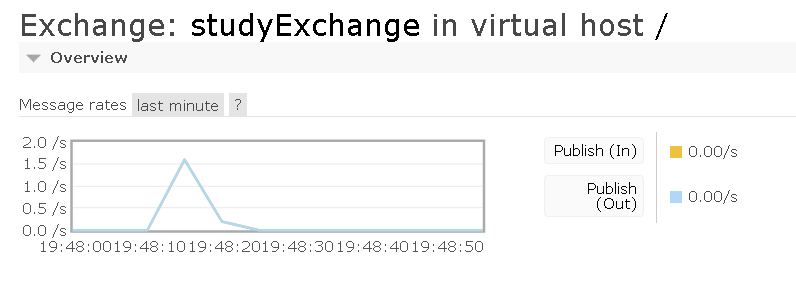 Exchange: studyExchange in virtual host /
Overview
Message rates last minute ?
2.0 /s
1.5 /s
1.0 /s
0.5 /s
0.0 /s
19:48:00 19:48:10 19:48:20 19:48:30 19:48:40 19:48:50
Publish (In) 0.00/s
Publish
(Out) 0.00/s